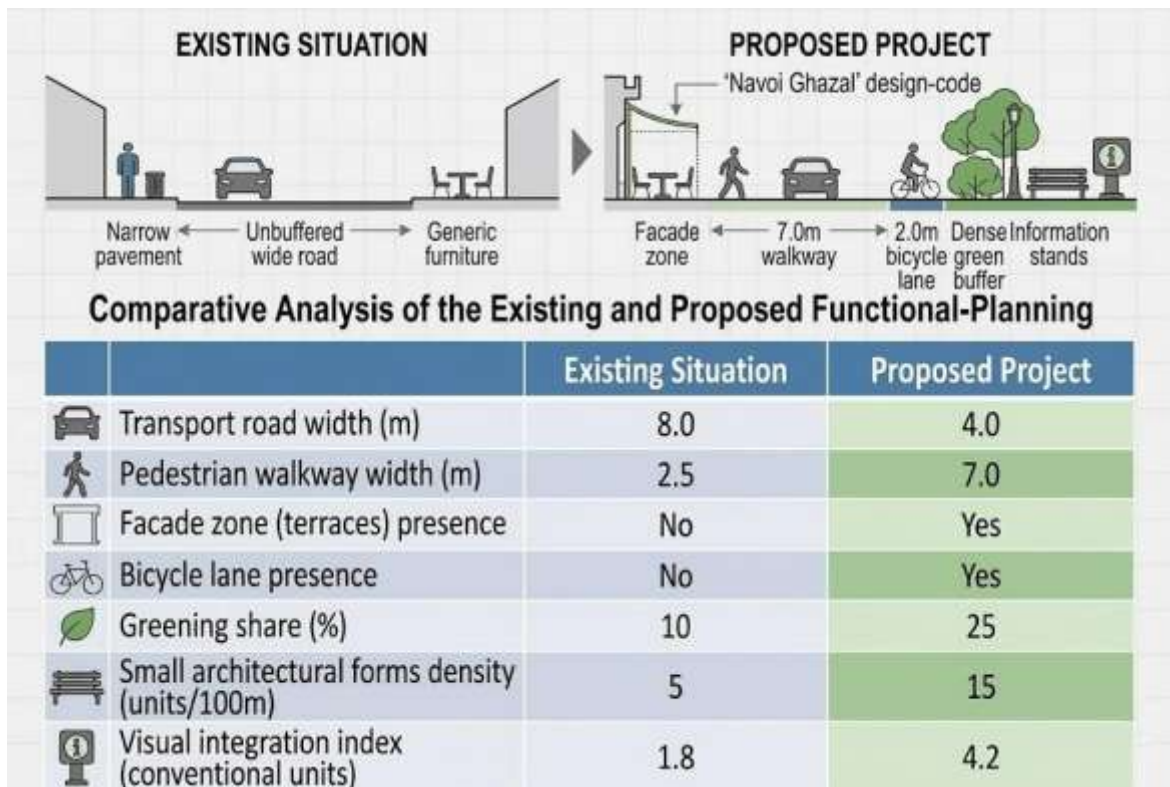 EXISTING SITUATION
PROPOSED PROJECT
'Navoi Ghazal' design-code
Narrow
pavement
Unbuffered
wide road
Generic
furniture
Facade
zone
7.0m
walkway
2.0m
bicycle
lane
Dense
green
buffer
Information
stands
Comparative Analysis of the Existing and Proposed Functional-Planning
Existing Situation Proposed Project
Transport road width (m) 8.0 4.0
Pedestrian walkway width (m) 2.5 7.0
Facade zone (terraces) presence No Yes
Bicycle lane presence No Yes
Greening share (%) 10 25
Small architectural forms density
(units/100m) 5 15
Visual integration index
(conventional units) 1.8 4.2